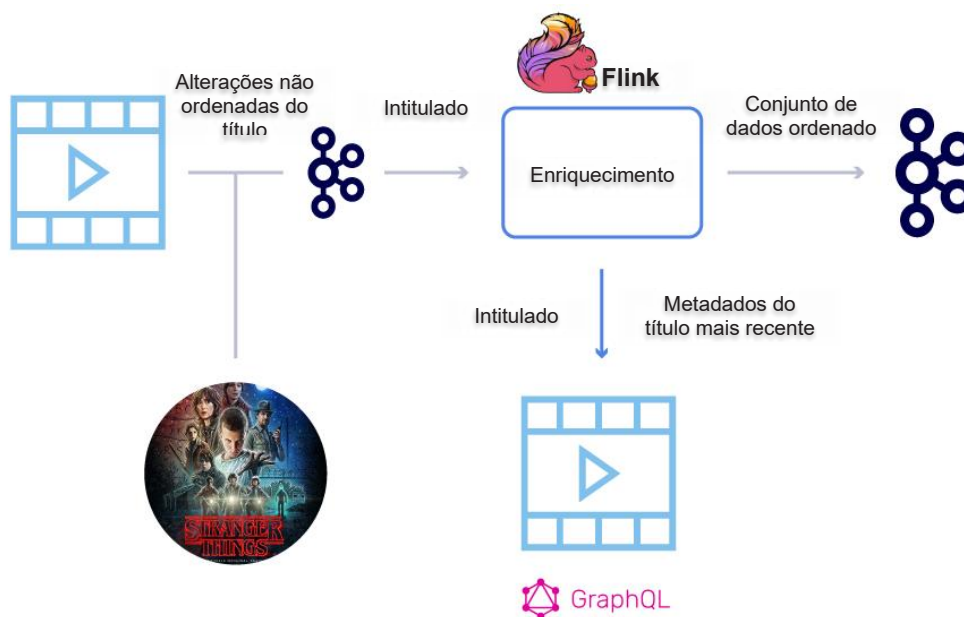 Flink
Alterações não
ordenadas do
título
Intitulado
Conjunto de
dados ordenado
Enriquecimento
Intitulado
Metadados do
título mais recente
STRANGER
THINGS
GraphQL